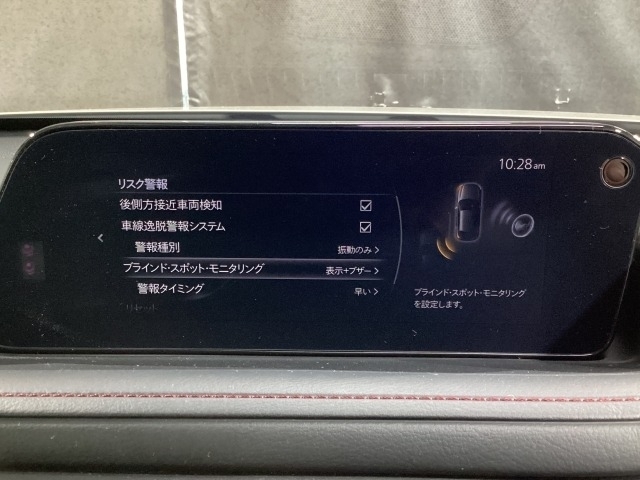 10:28am
リスク警報
後側方接近車両検知
車線逸脱警報システム
警報種別 振動のみ
ブラインド・スポット・モニタリング 表示+ブザー
警報タイミング 早い
ブラインド・スポット・モニタリング
を設定します。